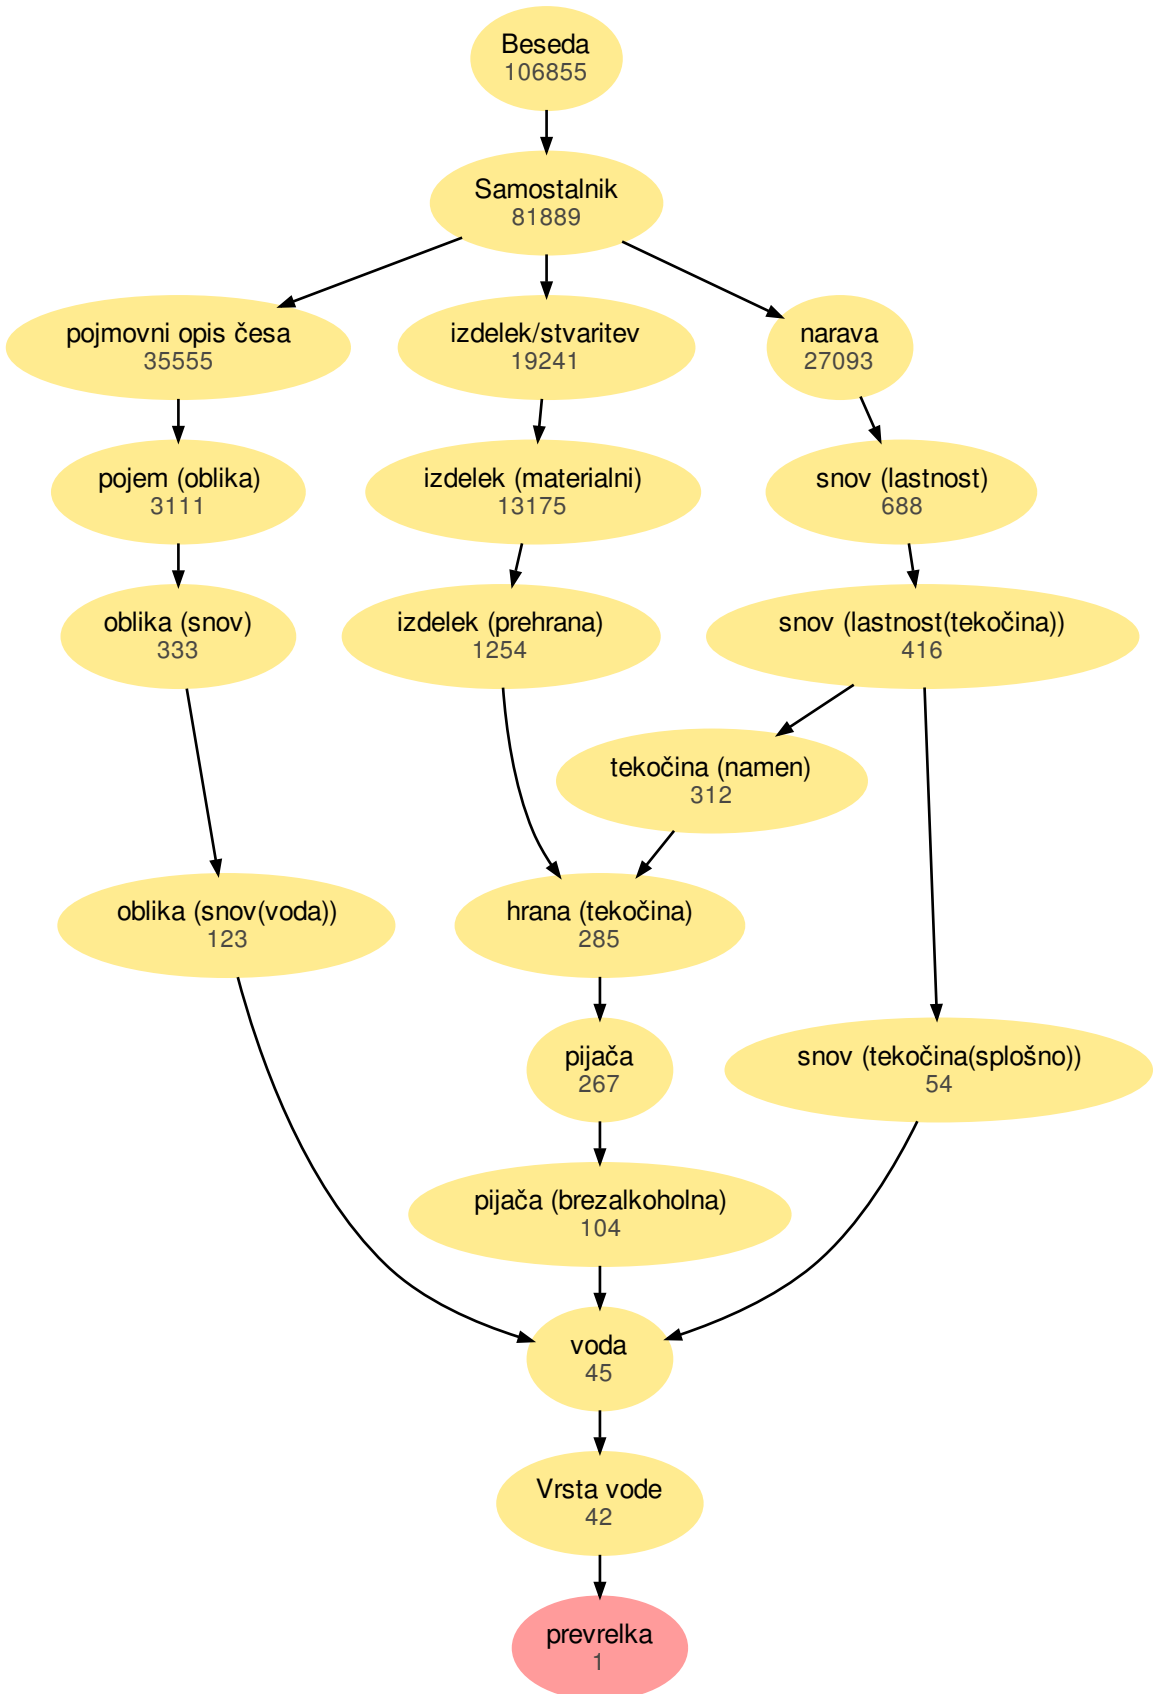 Beseda
106855
Samostalnik
81889
pojmovni opis česa
35555
izdelek/stvaritev
19241
narava
27093
pojem (oblika)
3111
izdelek (materialni)
13175
snov (lastnost)
688
oblika (snov)
333
izdelek (prehrana)
1254
snov (lastnost(tekočina))
416
tekočina (namen)
312
oblika (snov(voda))
123
hrana (tekočina)
285
pijača
267
snov (tekočina(splošno))
54
pijača (brezalkoholna)
104
voda
45
Vrsta vode
42
prevrelka
1